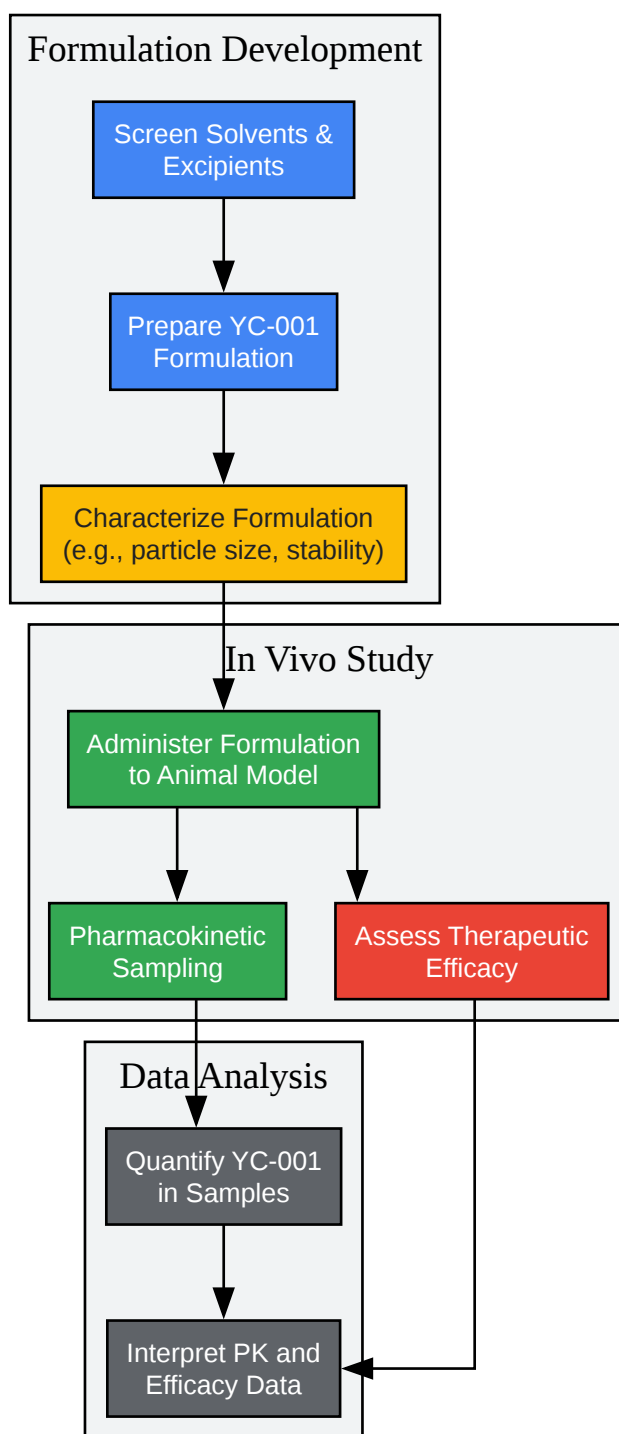 Formulation Development
Screen Solvents &
Excipients
Prepare YC-001
Formulation
Characterize Formulation
(e.g., particle size, stability)
In Vivo Study
Administer Formulation
to Animal Model
Pharmacokinetic
Sampling
Assess Therapeutic
Efficacy
Data Analysis
Quantify YC-001
in Samples
Interpret PK and
Efficacy Data